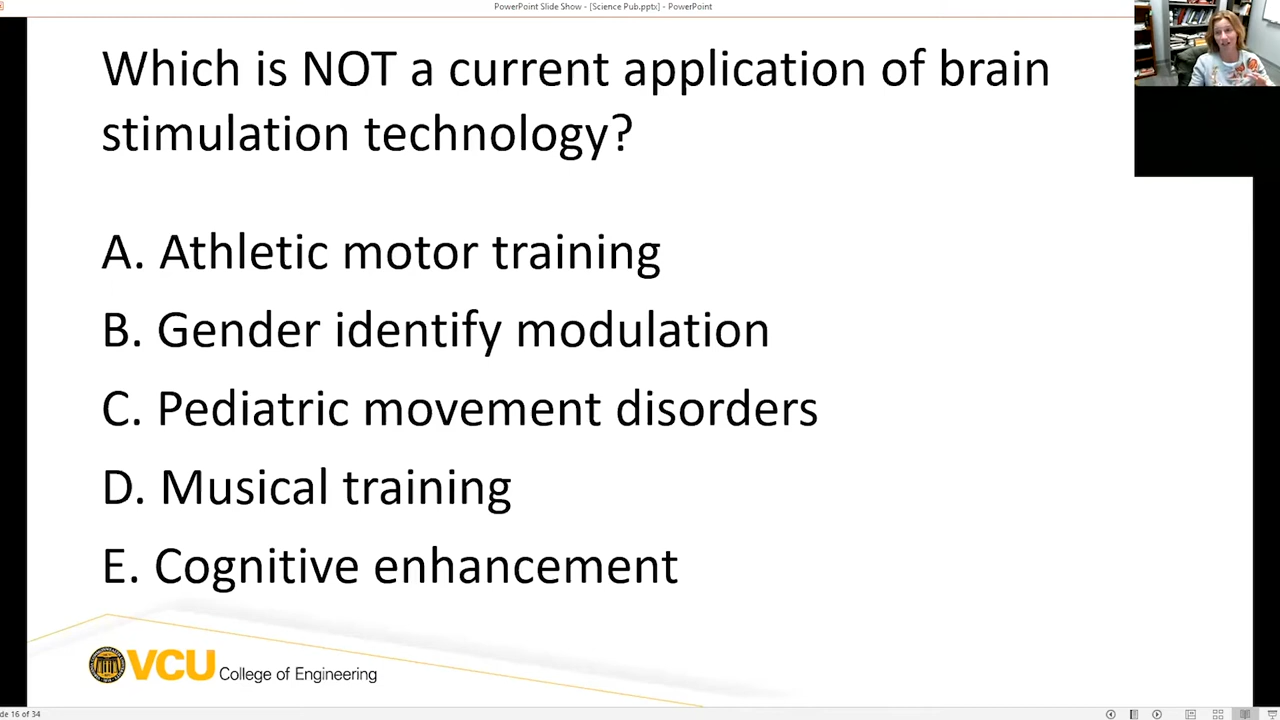 PowerPoint Slide Show - [Science Pub.pptx] - PowerPoint
Which is NOT a current application of brain
stimulation technology?
A. Athletic motor training
B. Gender identify modulation
C. Pediatric movement disorders
D. Musical training
E. Cognitive enhancement
VCU College of Engineering
de 16 of 34